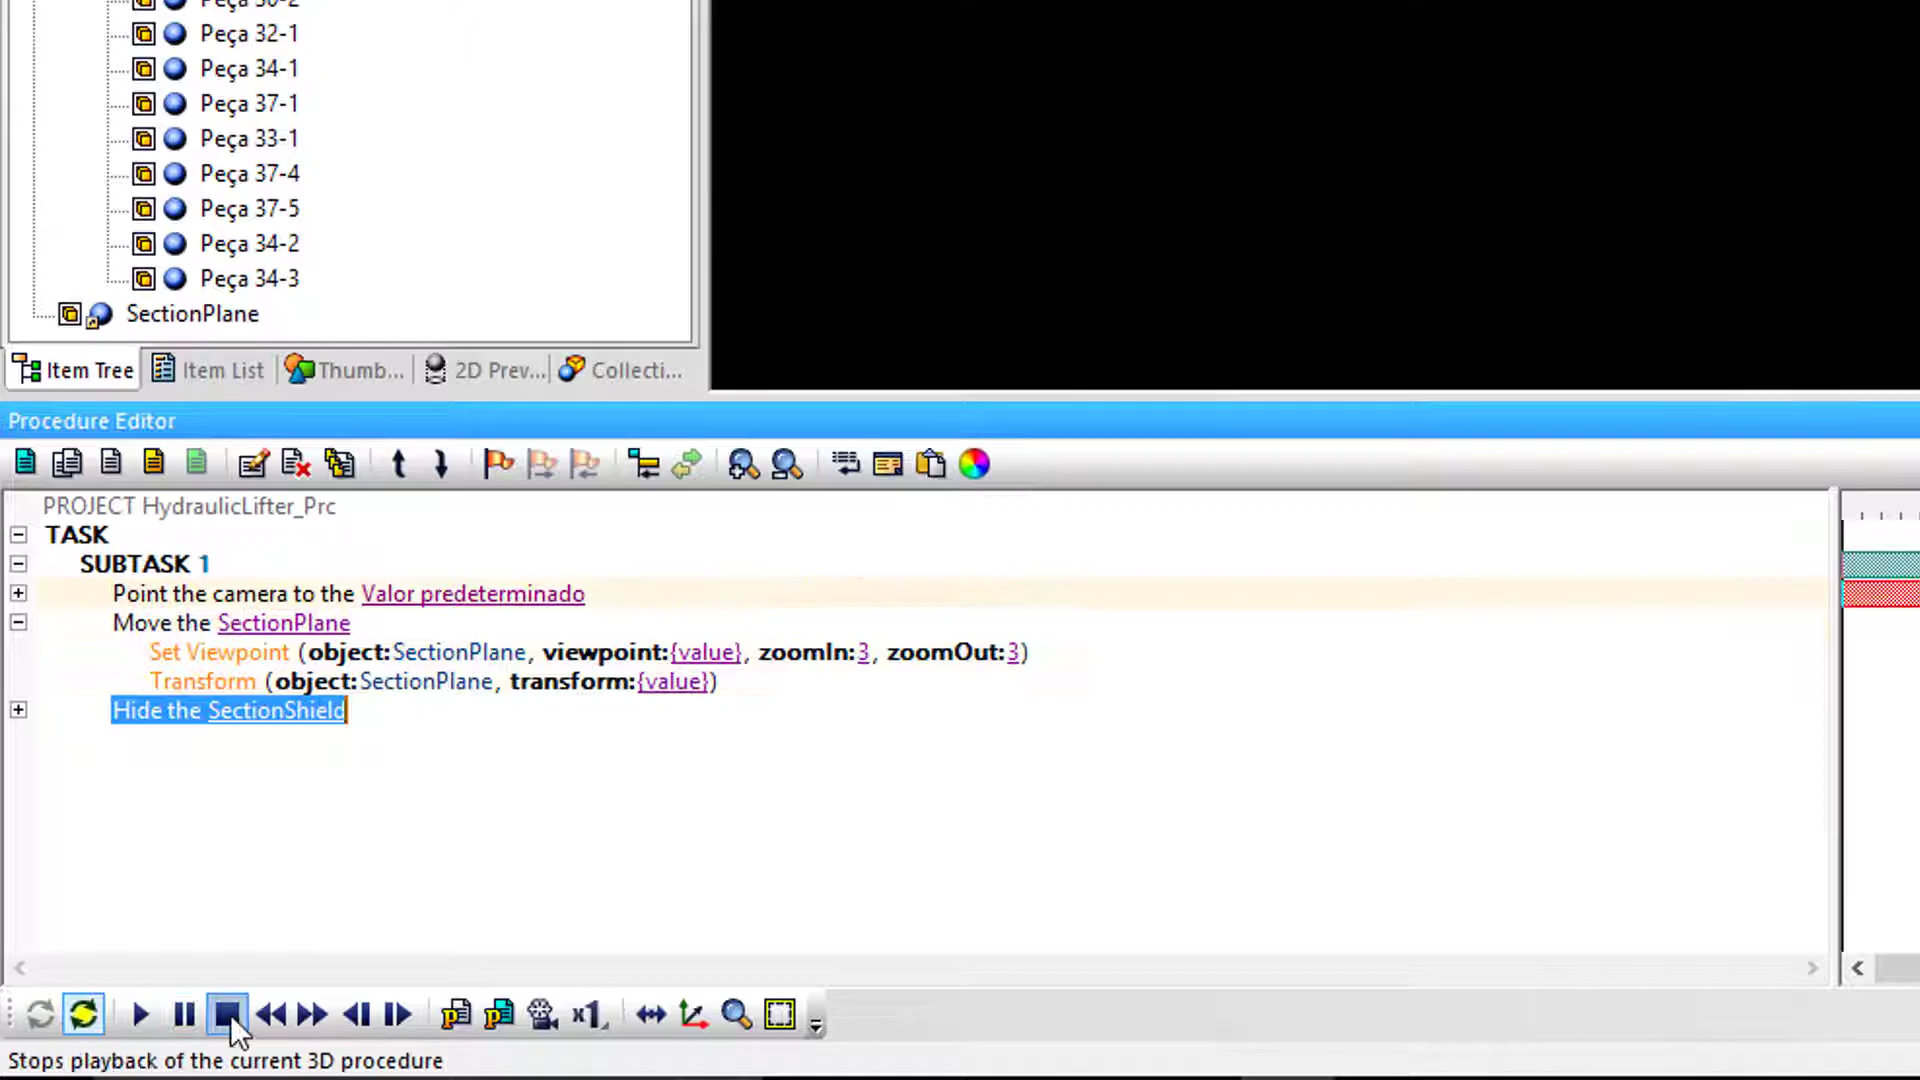 Peça 30-2
Peça 32-1
Peça 34-1
Peça 37-1
Peça 33-1
Peça 37-4
Peça 37-5
Peça 34-2
Peça 34-3
SectionPlane
Item Tree Item List Thumb... 2D Prev... Collecti...
Procedure Editor
PROJECT HydraulicLifter_Prc
TASK
SUBTASK 1
Point the camera to the Valor predeterminado
Move the SectionPlane
Set Viewpoint (object:SectionPlane, viewpoint:{value}, zoomIn:3, zoomOut:3)
Transform (object:SectionPlane, transform:{value})
Hide the SectionShield
x1
Stops playback of the current 3D procedure